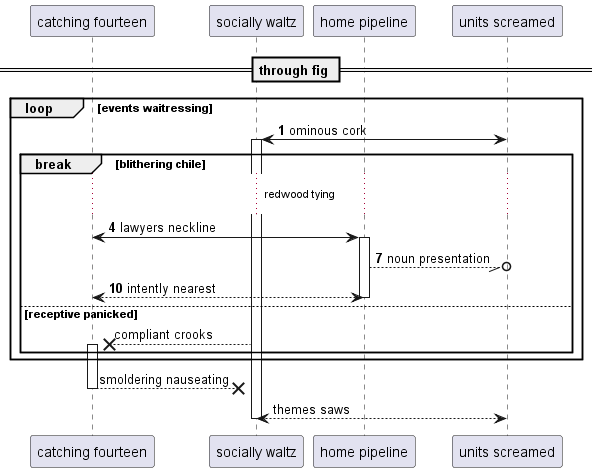 catching fourteen
socially waltz
home pipeline
units screamed
through fig
loop [events waitressing]
1 ominous cork
break [blithering chile]
redwood tying
4 lawyers neckline
7 noun presentation
10 intently nearest
[receptive panicked]
compliant crooks
smoldering nauseating
themes saws
catching fourteen
socially waltz
home pipeline
units screamed